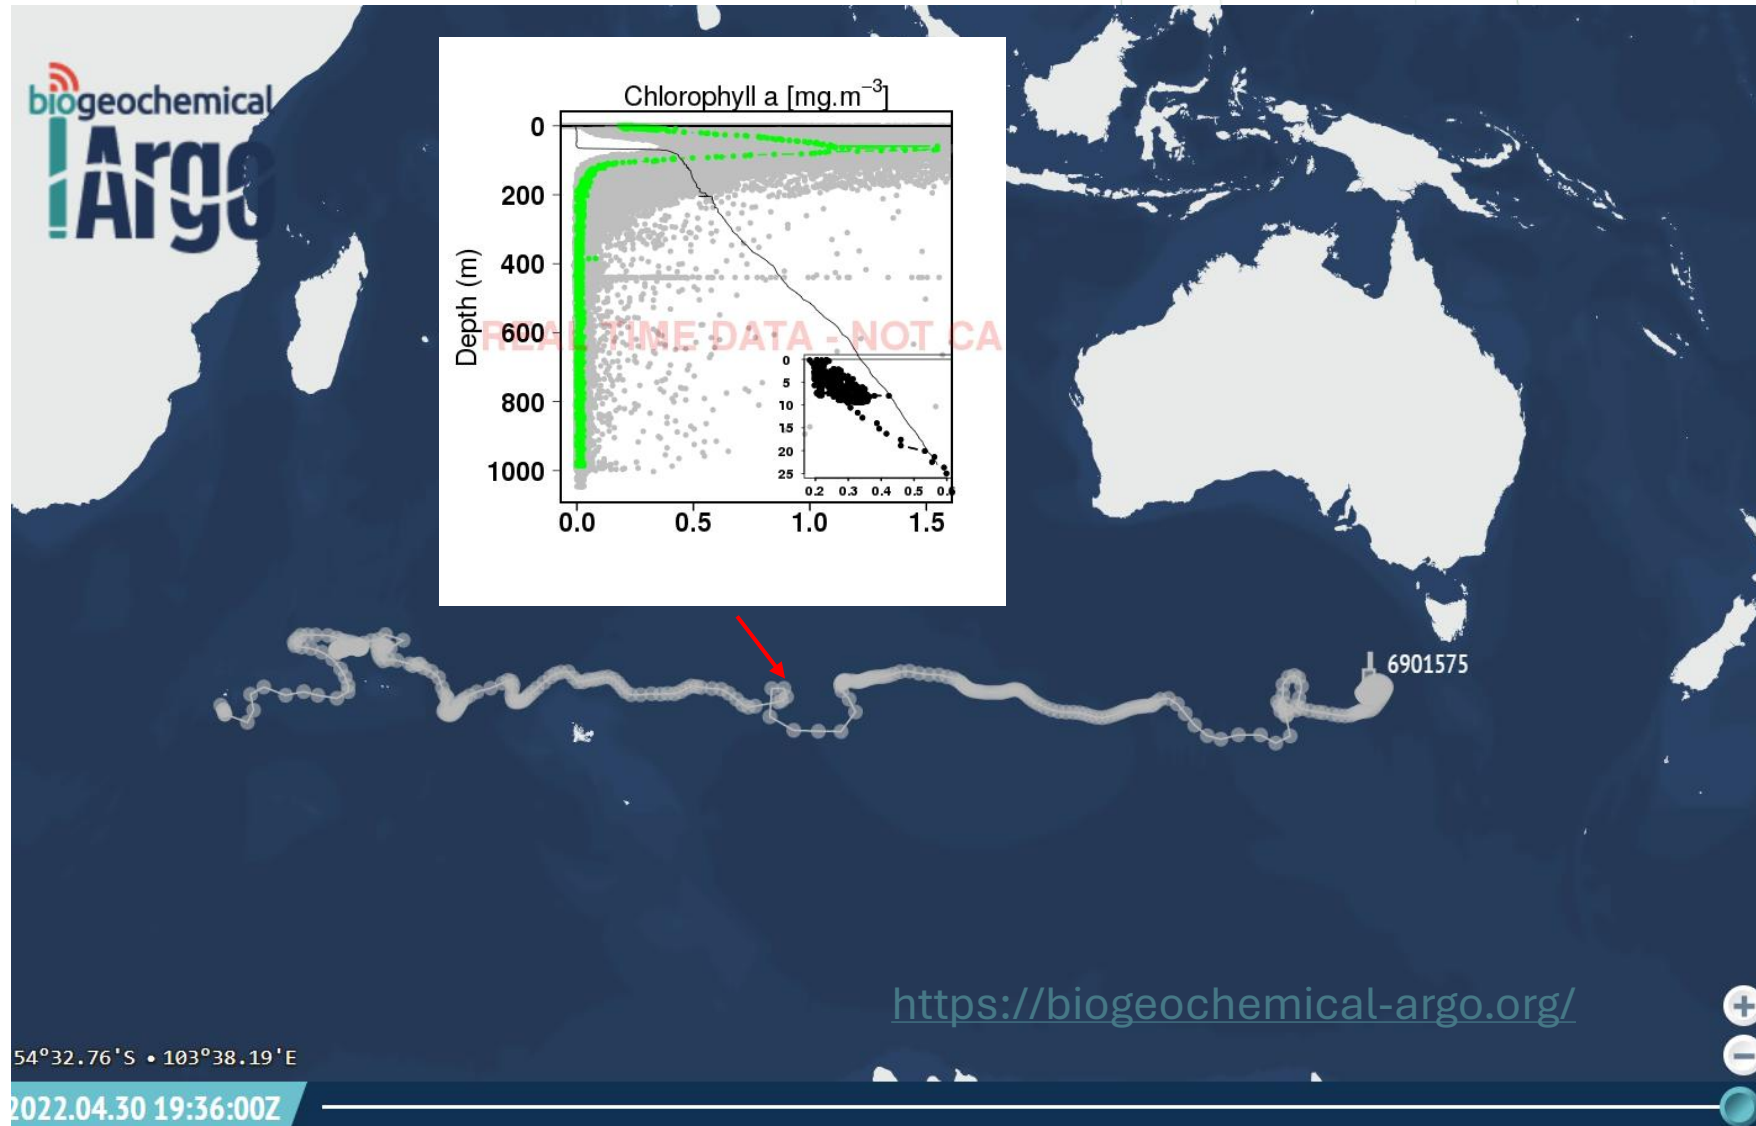 biogeochemical
Argo
Chlorophyll a [mg.m⁻³]
Depth (m)
0
200
400
600
800
1000
0.0 0.5 1.0 1.5
REAL TIME DATA - NOT CA
0
5
10
15
20
25
0.2 0.3 0.4 0.5 0.6
6901575
https://biogeochemical-argo.org/
+
−
54°32.76'S • 103°38.19'E
2022.04.30 19:36:00Z